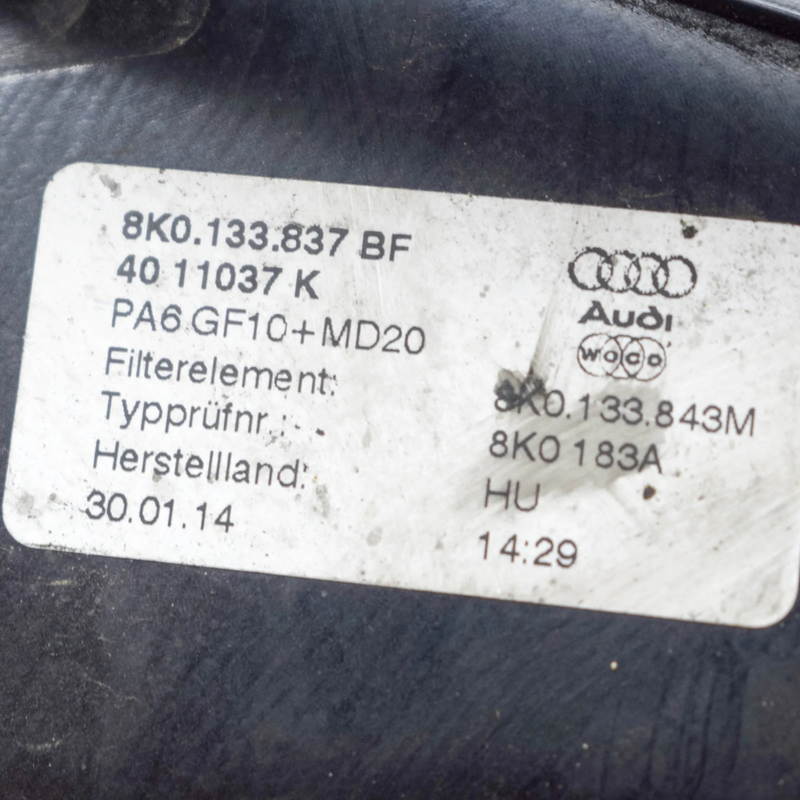 8K0.133.837 BF
40 11037 K
PA6 GF10+MD20
Audi
WOCO
Filterelement: 8K0.133.843M
Typprüfnr.: 8K0 183A
Herstellland: HU
30.01.14 14:29